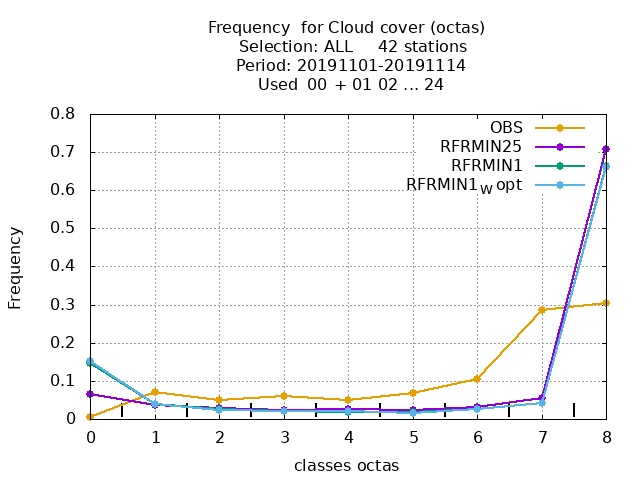 Frequency  for Cloud cover (octas)
Selection: ALL     42 stations
Period: 20191101-20191114
Used  00  + 01 02 ... 24
0.8
0.7
0.6
0.5
0.4
0.3
0.2
0.1
0
Frequency
OBS
RFRMIN25
RFRMIN1
RFRMIN1W opt
0 1 2 3 4 5 6 7 8
classes octas